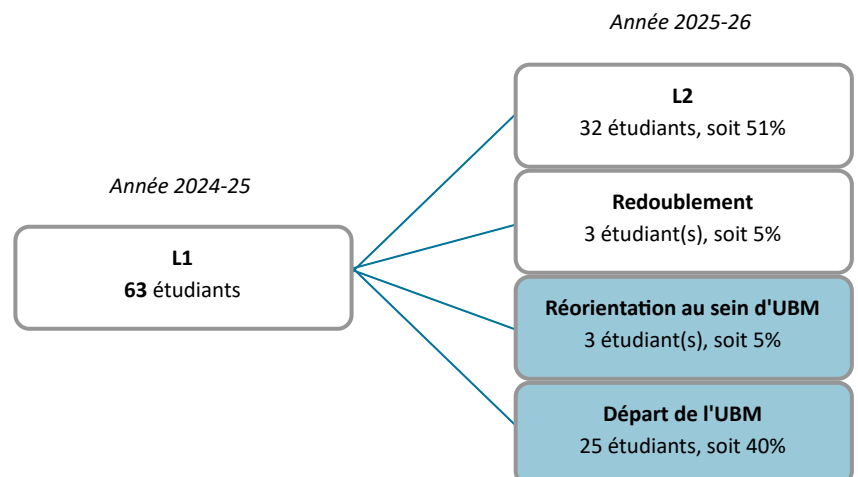 Année 2025-26
L2
32 étudiants, soit 51%
Année 2024-25
Redoublement
3 étudiant(s), soit 5%
L1
63 étudiants
Réorientation au sein d'UBM
3 étudiant(s), soit 5%
Départ de l'UBM
25 étudiants, soit 40%